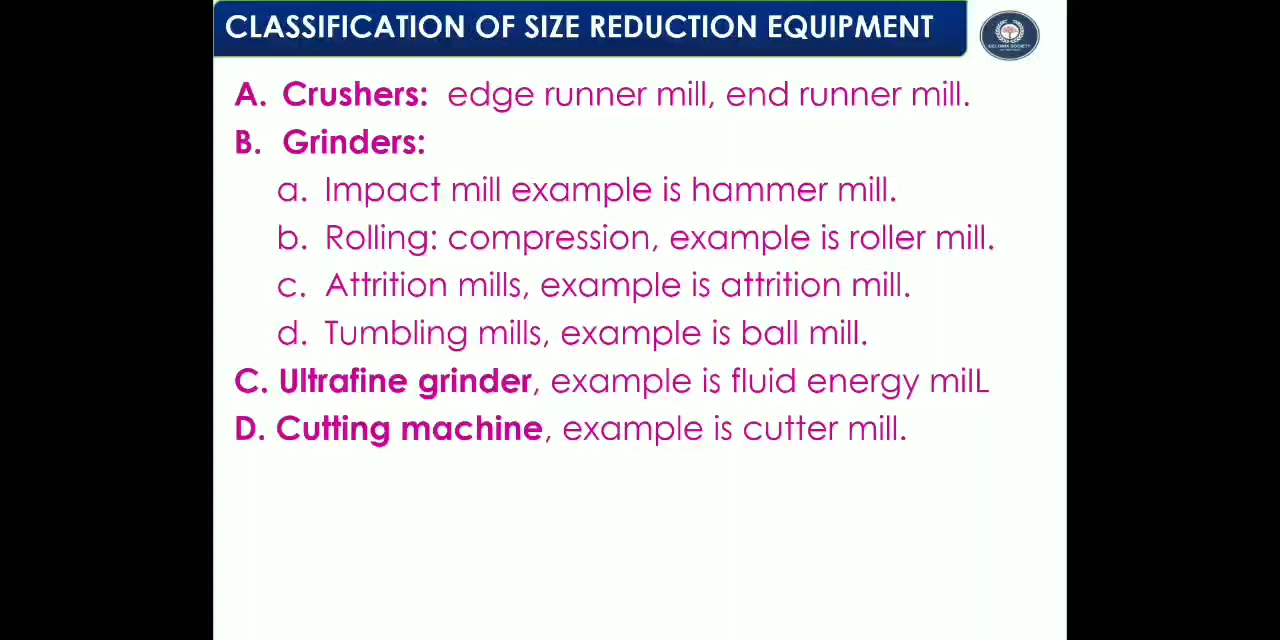 CLASSIFICATION OF SIZE REDUCTION EQUIPMENT
A. Crushers: edge runner mill, end runner mill.
B. Grinders:
a. Impact mill example is hammer mill.
b. Rolling: compression, example is roller mill.
c. Attrition mills, example is attrition mill.
d. Tumbling mills, example is ball mill.
C. Ultrafine grinder, example is fluid energy milL
D. Cutting machine, example is cutter mill.